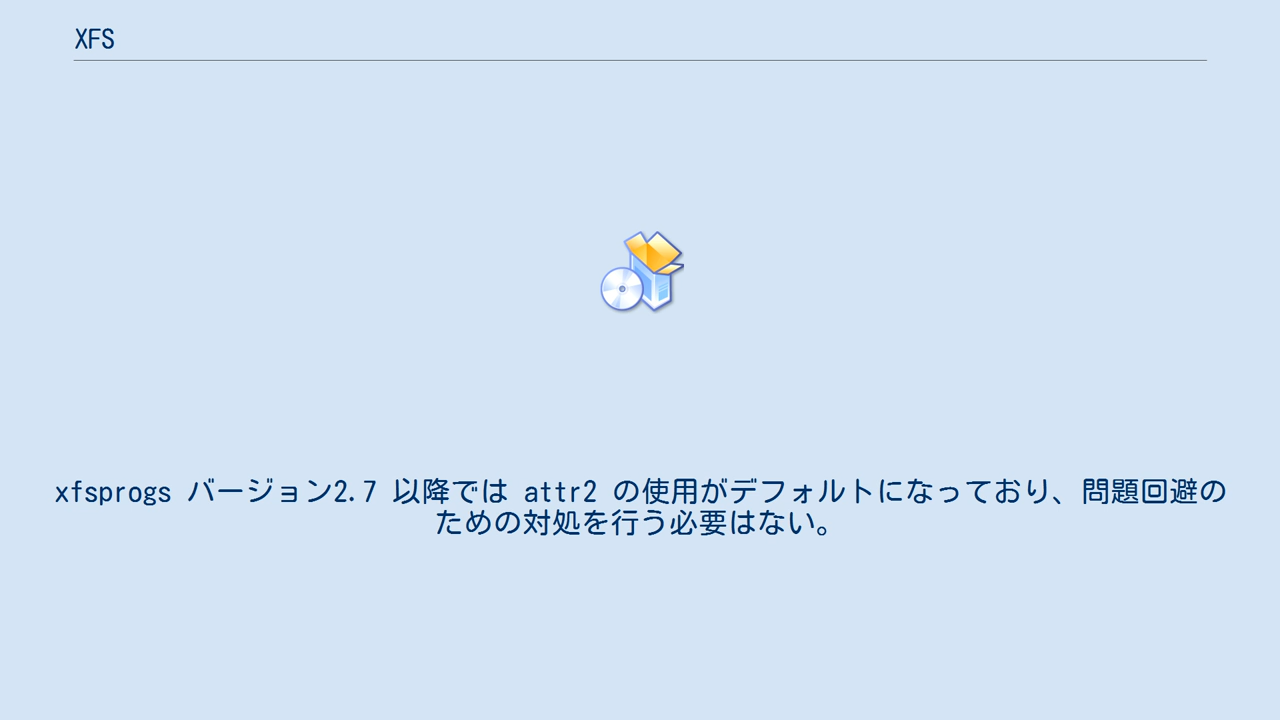 XFS
xfsprogs バージョン2.7 以降では attr2 の使用がデフォルトになっており、問題回避の
ための対処を行う必要はない。